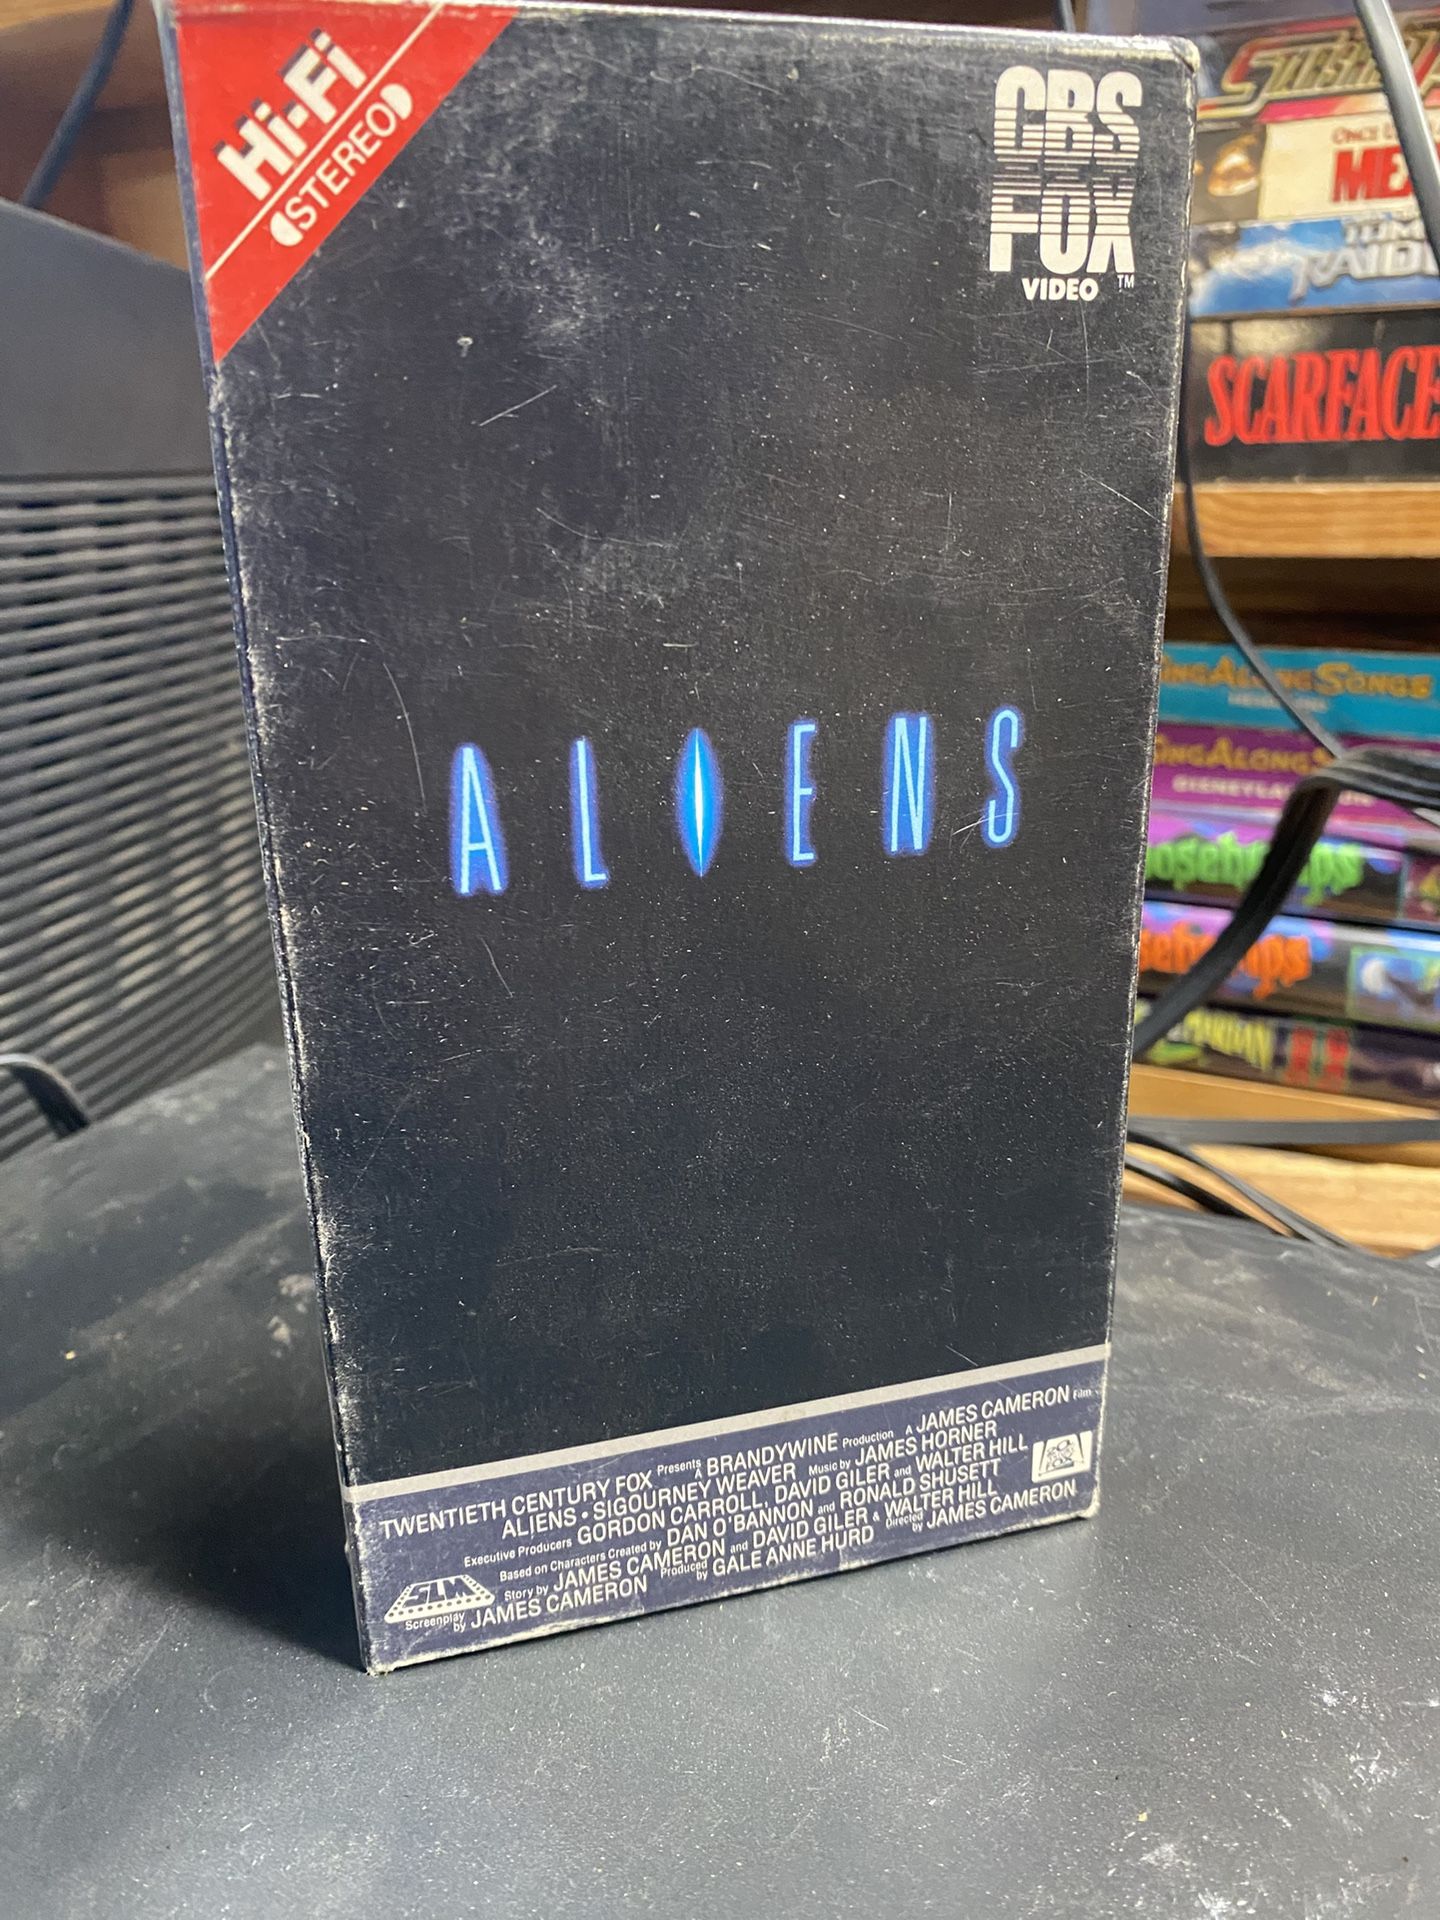 Hi-Fi
STEREO
CBS
FOX
VIDEO ™
ALIENS
TWENTIETH CENTURY FOX Presents A BRANDYWINE Production A JAMES CAMERON Film
ALIENS • SIGOURNEY WEAVER Music by JAMES HORNER
Executive Producers GORDON CARROLL, DAVID GILER and WALTER HILL
Based on Characters Created by DAN O'BANNON and RONALD SHUSETT
Story by JAMES CAMERON and DAVID GILER & WALTER HILL
Screenplay by JAMES CAMERON Produced by GALE ANNE HURD Directed by JAMES CAMERON
SLM
SCARFACE
SONGS